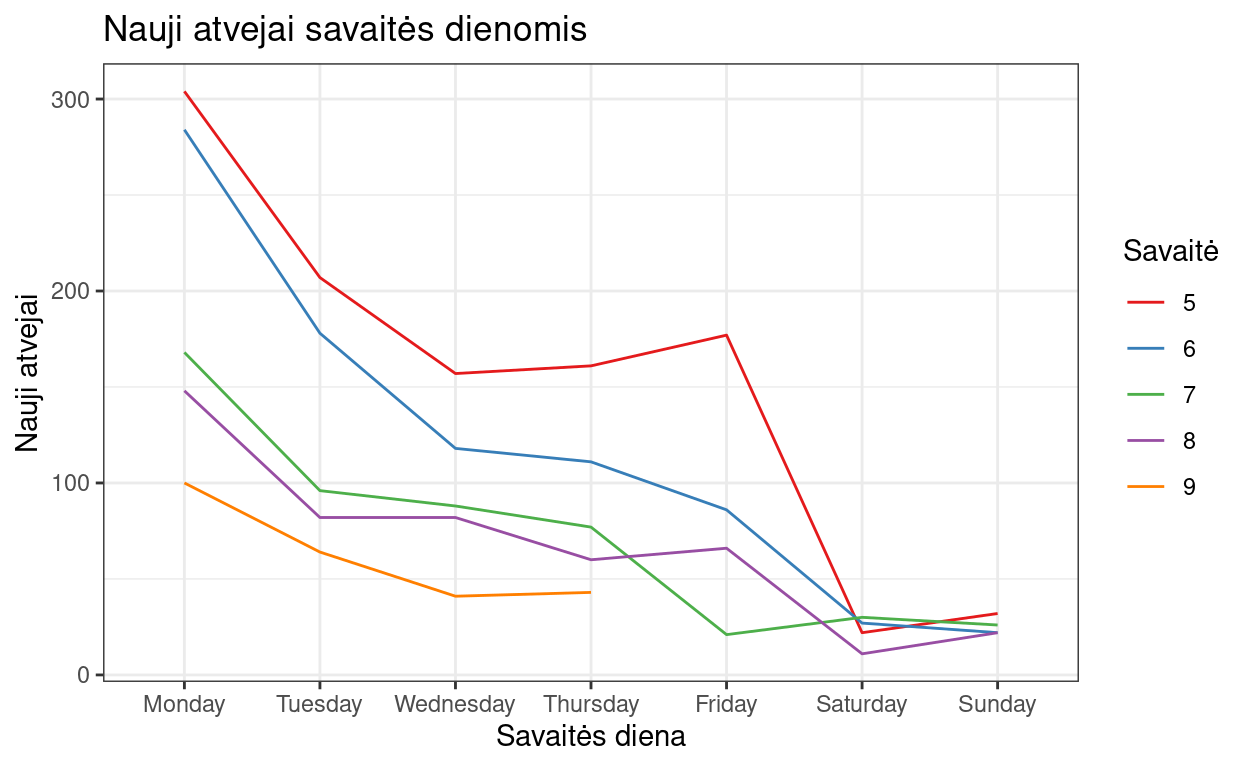 Nauji atvejai savaitės dienomis
Nauji atvejai
300
200
100
0
Monday Tuesday Wednesday Thursday Friday Saturday Sunday
Savaitės diena
Savaitė
5
6
7
8
9